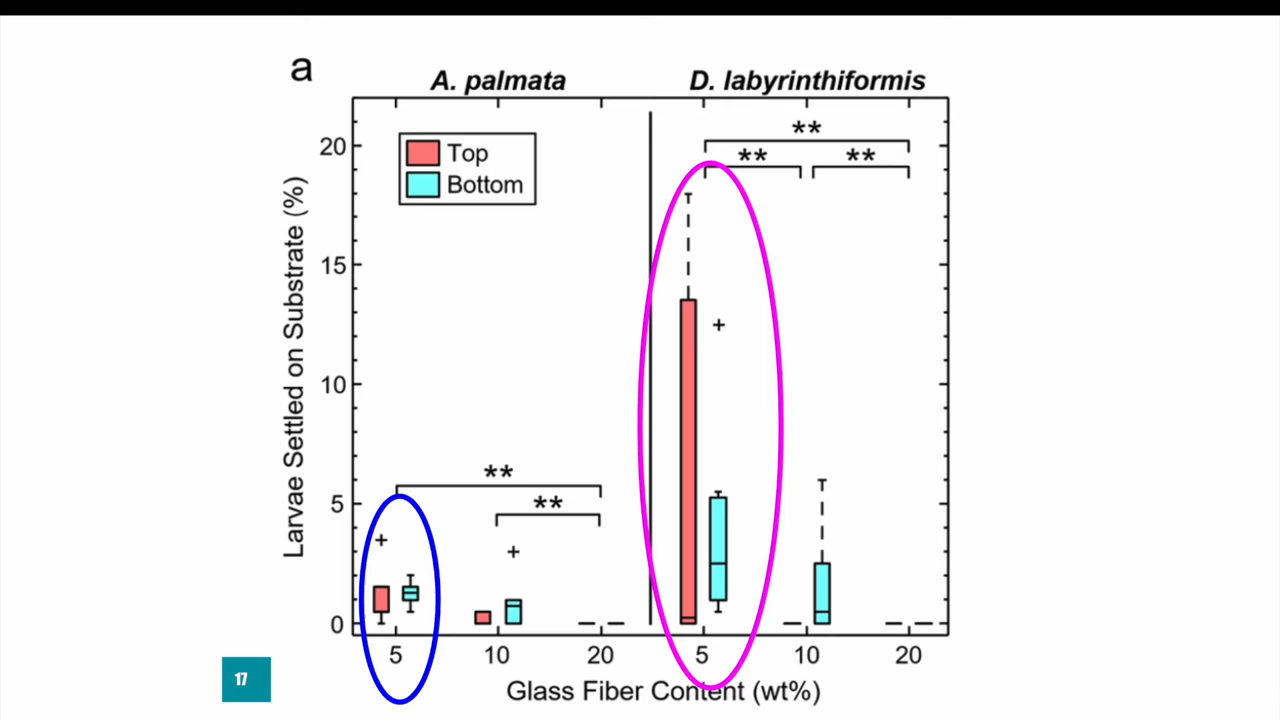 a
A. palmata
D. labyrinthiformis
Top
Bottom
**
**
**
**
**
20
15
10
5
0
Larvae Settled on Substrate (%)
5 10 20 5 10 20
Glass Fiber Content (wt%)
17